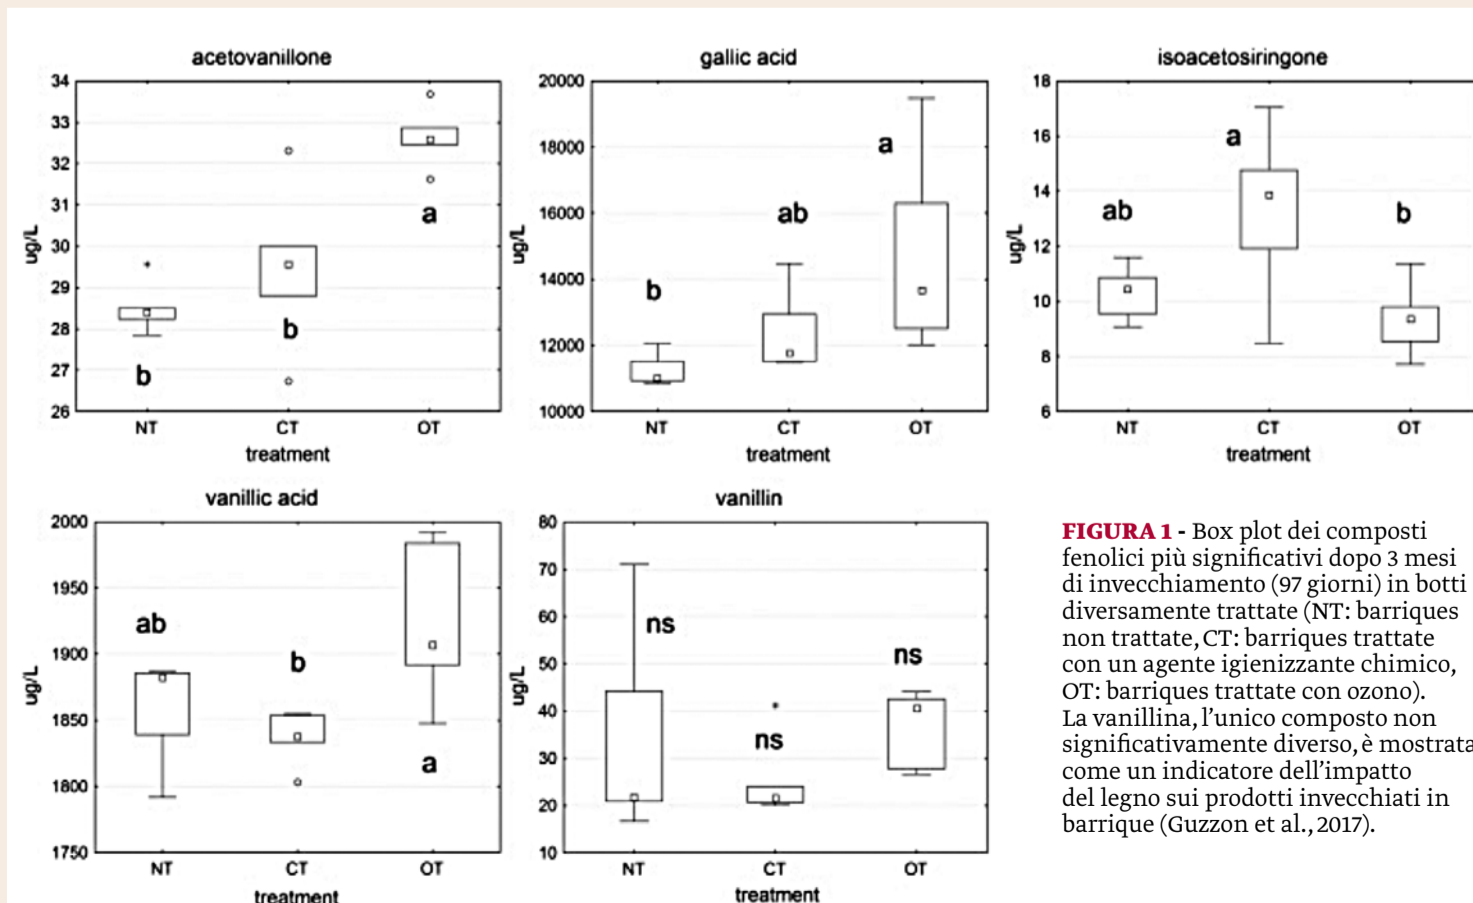 acetovanillone
34
33
32
31
30
29
28
27
26
ug/L
b
b
a
NT CT OT
treatment
gallic acid
20000
18000
16000
14000
12000
10000
ug/L
b
ab
a
NT CT OT
treatment
isoacetosiringone
18
16
14
12
10
8
6
ug/L
ab
a
b
NT CT OT
treatment
vanillic acid
2000
1950
1900
1850
1800
1750
ug/L
ab
b
a
NT CT OT
treatment
vanillin
80
70
60
50
40
30
20
10
ug/L
ns
ns
ns
NT CT OT
treatment
FIGURA 1 - Box plot dei composti
fenolici più significativi dopo 3 mesi
di invecchiamento (97 giorni) in botti
diversamente trattate (NT: barriques
non trattate, CT: barriques trattate
con un agente igienizzante chimico,
OT: barriques trattate con ozono).
La vanillina, l'unico composto non
significativamente diverso, è mostrata
come un indicatore dell'impatto
del legno sui prodotti invecchiati in
barrique (Guzzon et al., 2017).